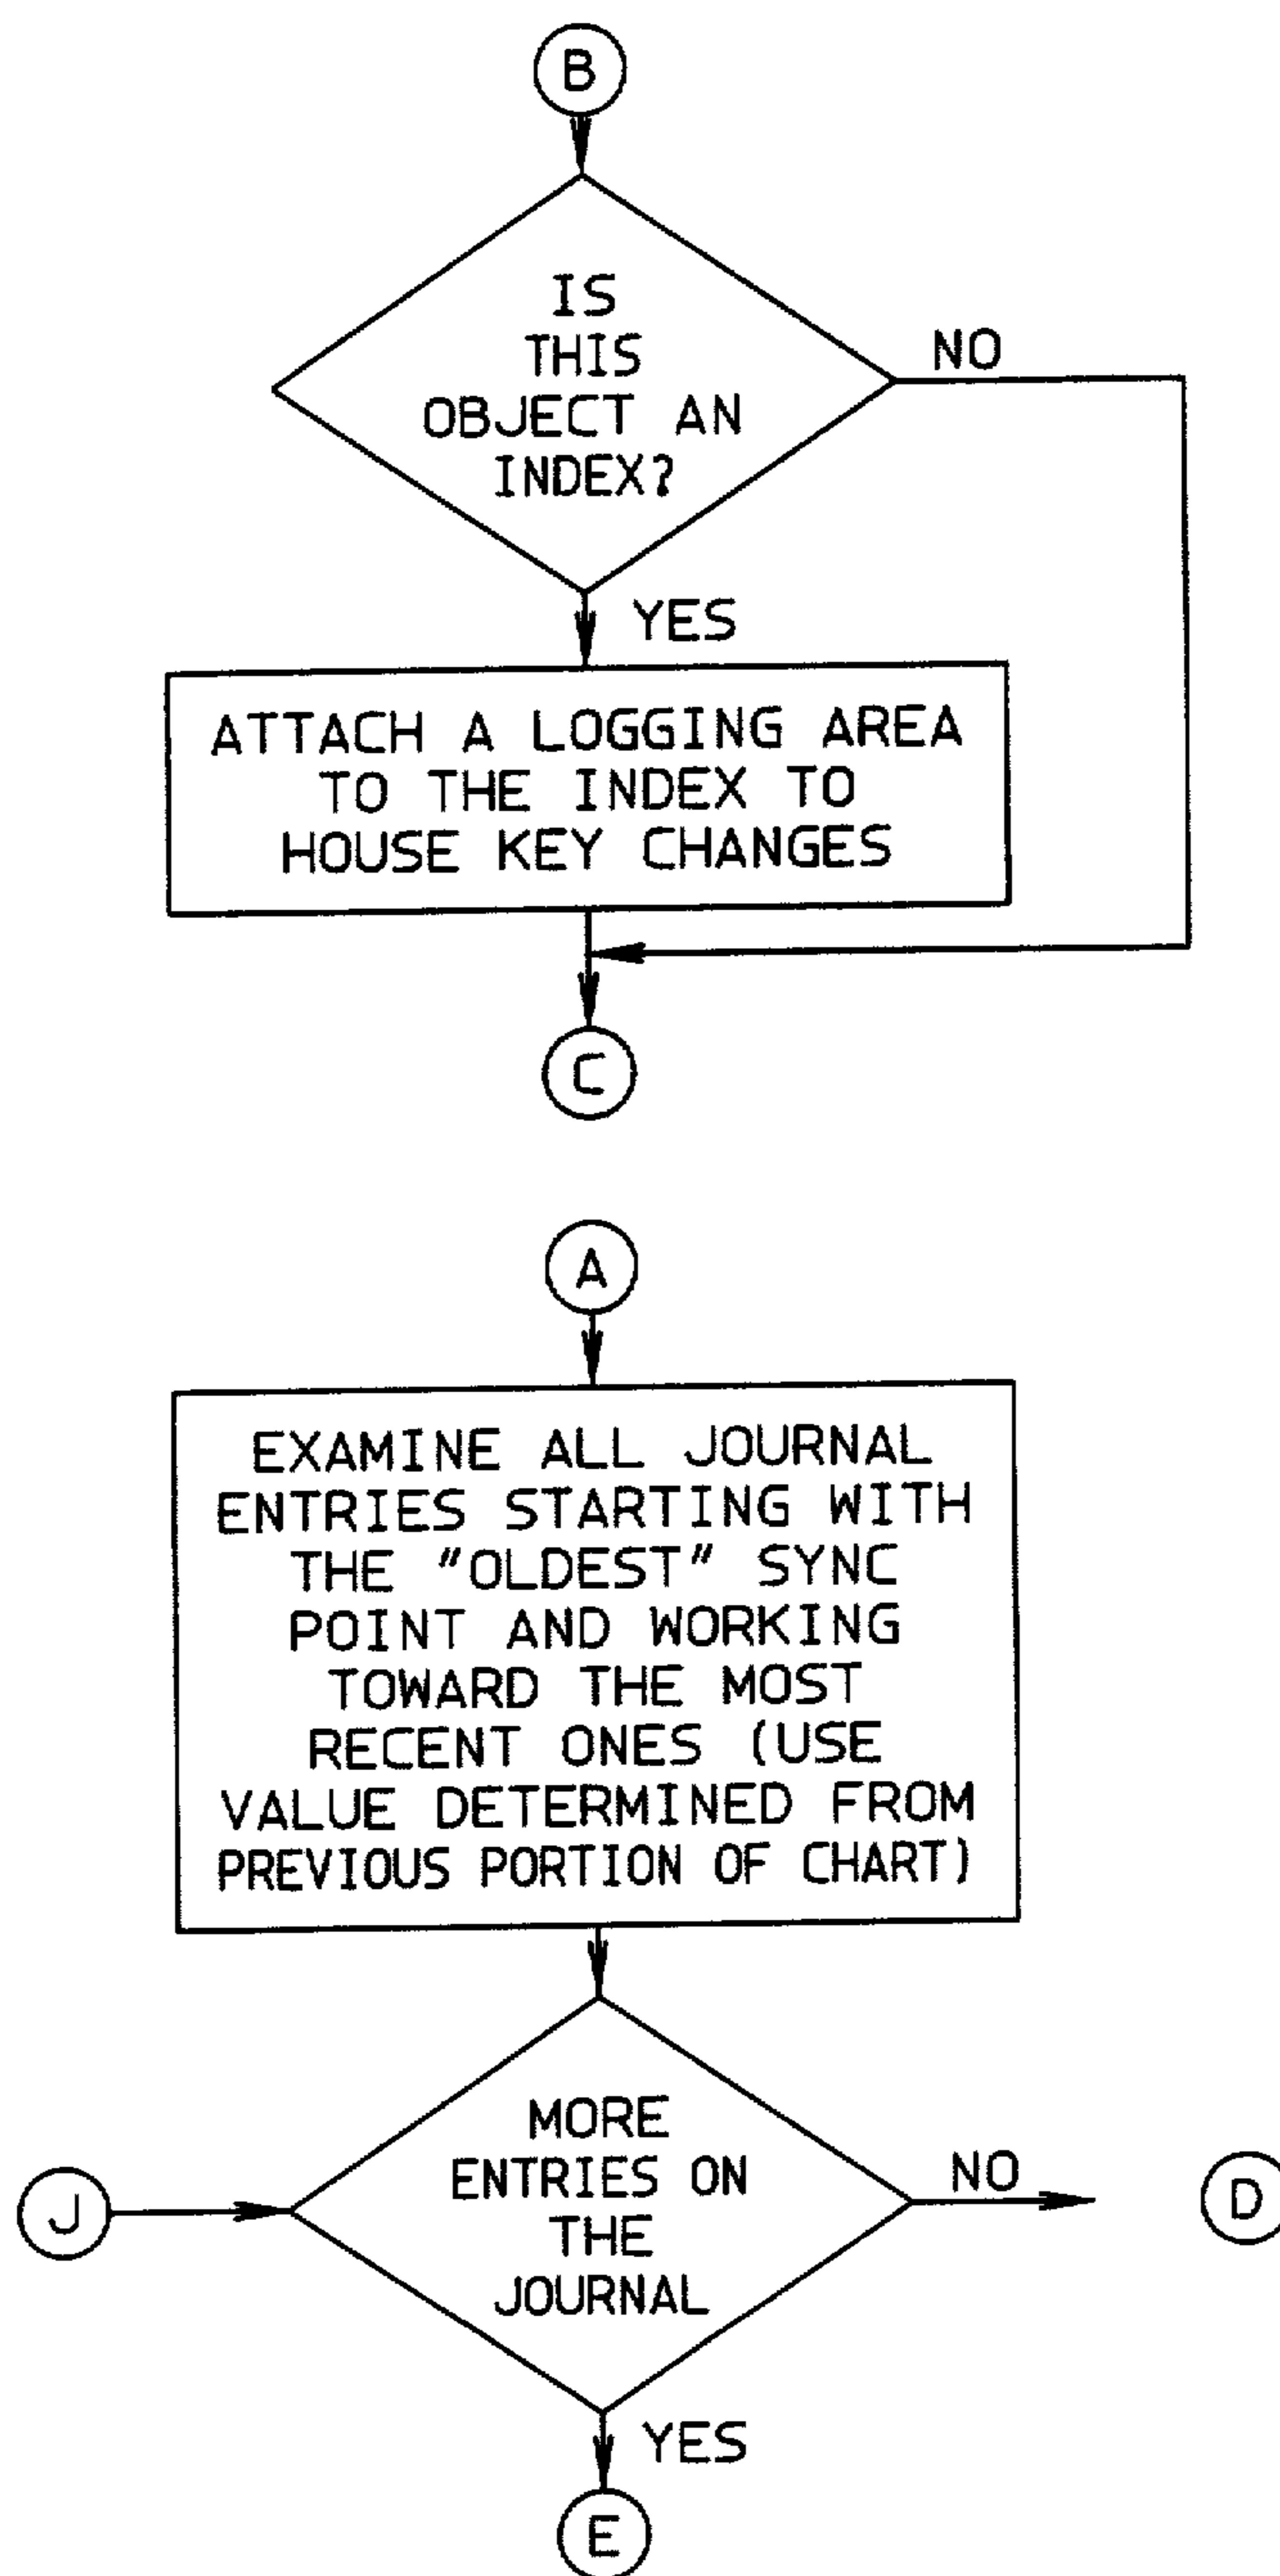 B
IS
THIS
OBJECT AN
INDEX?
NO
YES
ATTACH A LOGGING AREA
TO THE INDEX TO
HOUSE KEY CHANGES
C
A
EXAMINE ALL JOURNAL
ENTRIES STARTING WITH
THE "OLDEST" SYNC
POINT AND WORKING
TOWARD THE MOST
RECENT ONES (USE
VALUE DETERMINED FROM
PREVIOUS PORTION OF CHART)
MORE
ENTRIES ON
THE
JOURNAL
J
NO
D
YES
E